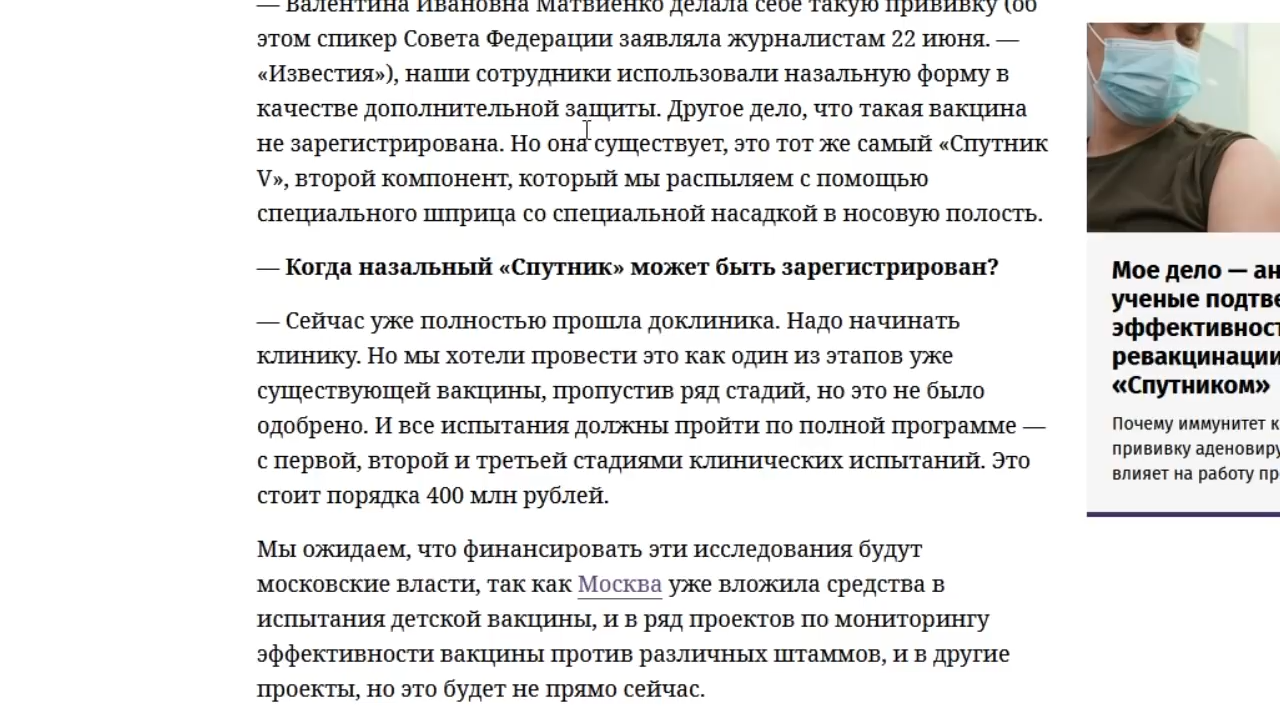 — Валентина Ивановна Матвиенко делала себе такую прививку (об
этом спикер Совета Федерации заявляла журналистам 22 июня. —
«Известия»), наши сотрудники использовали назальную форму в
качестве дополнительной защиты. Другое дело, что такая вакцина
не зарегистрирована. Но она существует, это тот же самый «Спутник
V», второй компонент, который мы распыляем с помощью
специального шприца со специальной насадкой в носовую полость.
— Когда назальный «Спутник» может быть зарегистрирован?
— Сейчас уже полностью прошла доклиника. Надо начинать
клинику. Но мы хотели провести это как один из этапов уже
существующей вакцины, пропустив ряд стадий, но это не было
одобрено. И все испытания должны пройти по полной программе —
с первой, второй и третьей стадиями клинических испытаний. Это
стоит порядка 400 млн рублей.
Мы ожидаем, что финансировать эти исследования будут
московские власти, так как Москва уже вложила средства в
испытания детской вакцины, и в ряд проектов по мониторингу
эффективности вакцины против различных штаммов, и в другие
проекты, но это будет не прямо сейчас.
Мое дело — ан
ученые подтве
эффективност
ревакцинации
«Спутником»
Почему иммунитет к
прививку аденовиру
влияет на работу пр